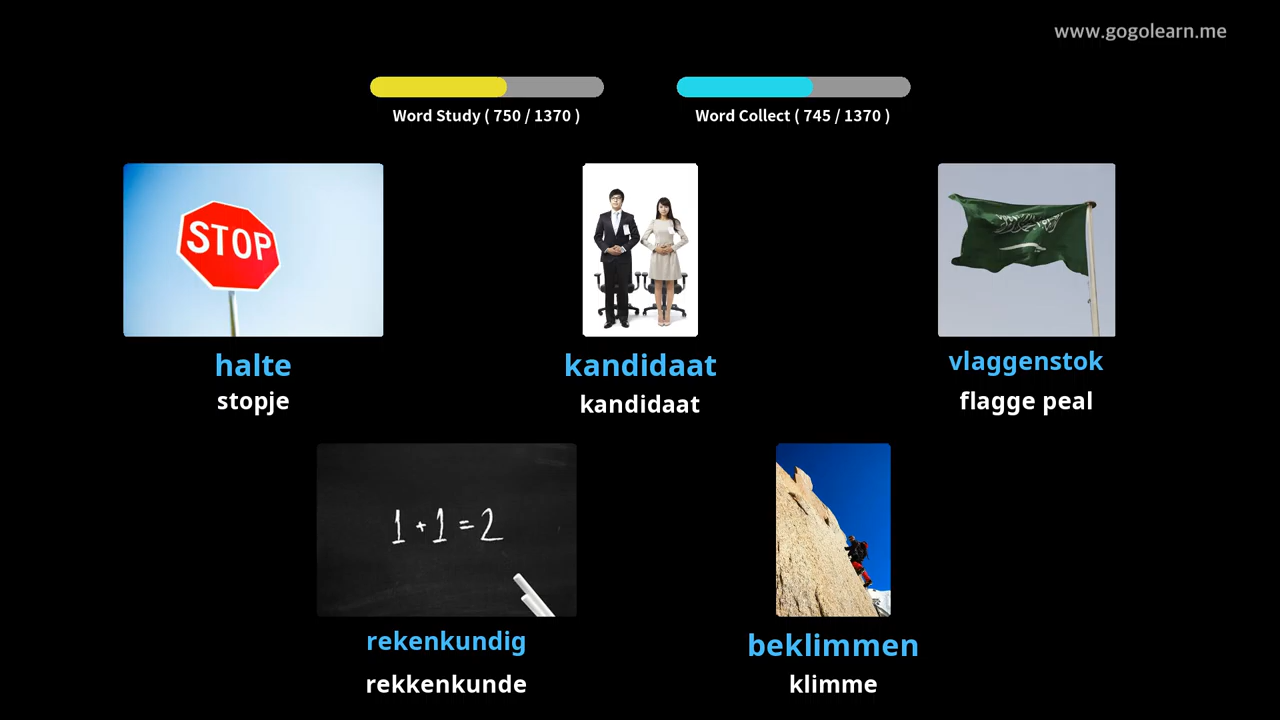 www.gogolearn.me
Word Study ( 750 / 1370 )
Word Collect ( 745 / 1370 )
STOP
halte
stopje
kandidaat
kandidaat
vlaggenstok
flagge peal
1 + 1 = 2
rekenkundig
rekkenkunde
beklimmen
klimme